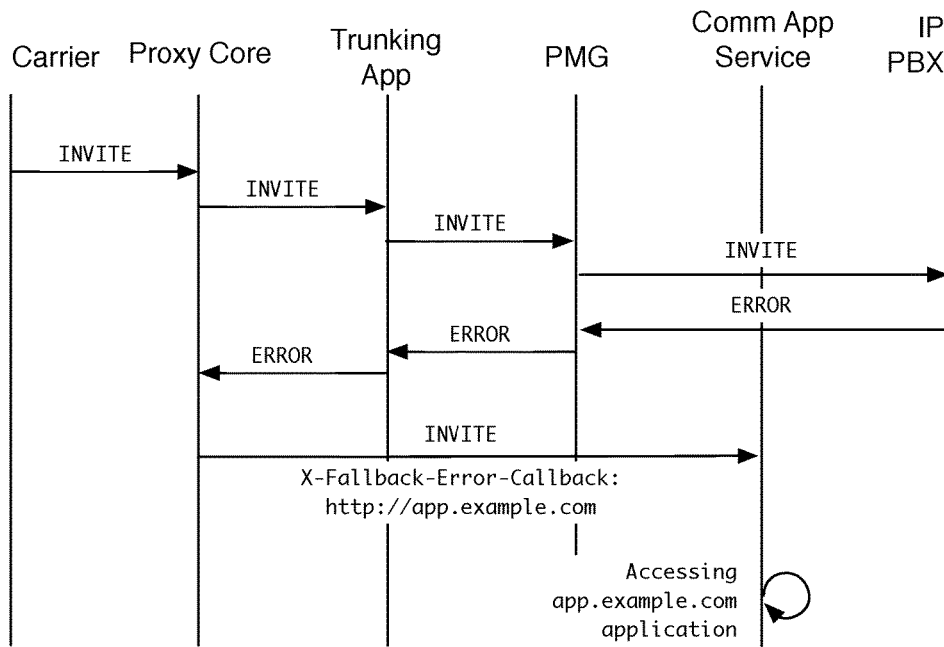 Carrier
Proxy Core
Trunking
App
PMG
Comm App
Service
IP
PBX
INVITE
INVITE
INVITE
INVITE
ERROR
ERROR
ERROR
INVITE
X-Fallback-Error-Callback:
http://app.example.com
Accessing
app.example.com
application